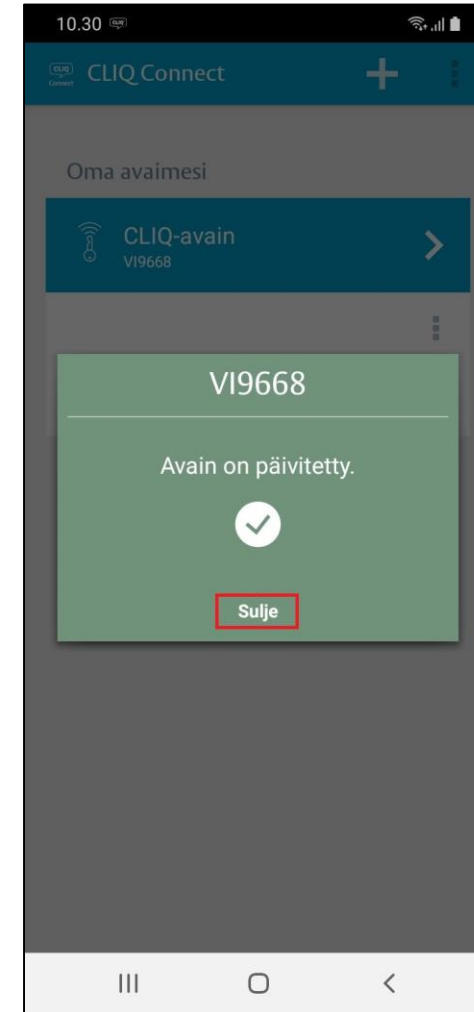 10.30
CLIQ Connect
Oma avaimesi
CLIQ-avain
VI9668
VI9668
Avain on päivitetty.
Sulje